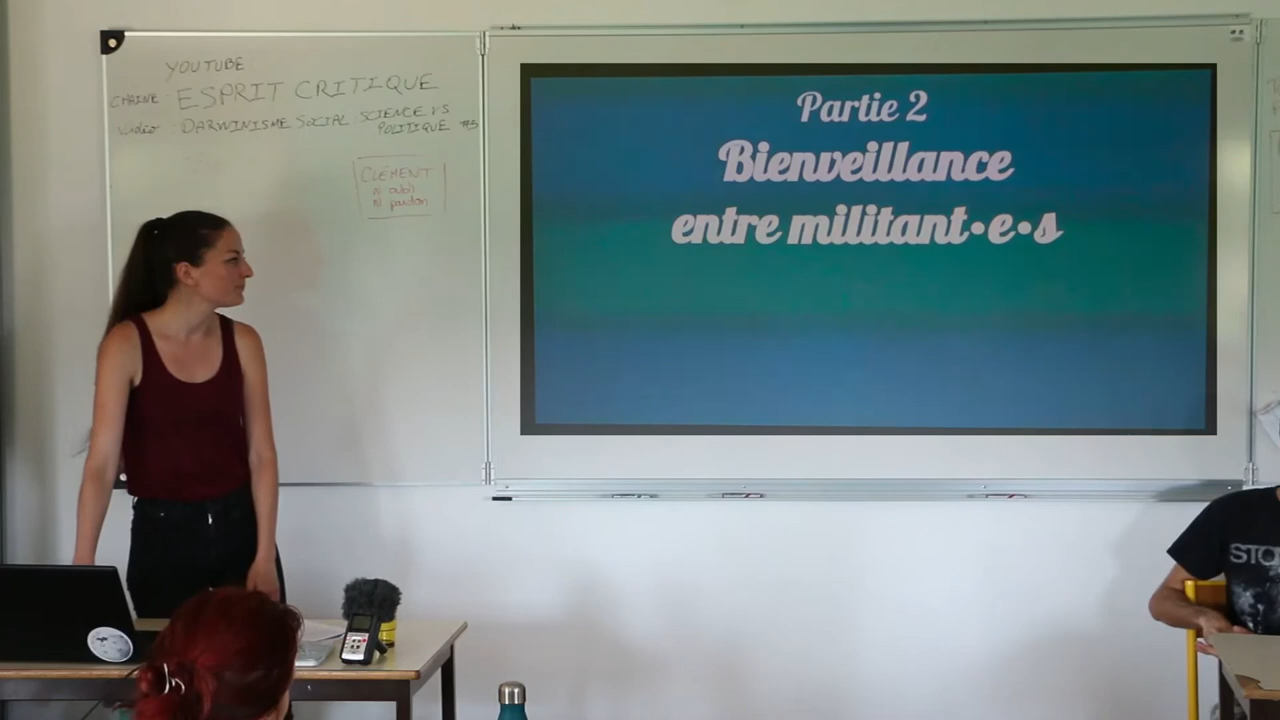 YOUTUBE
CHAINE ESPRIT CRITIQUE
Vidéo : DARWINISME SOCIAL SCIENCE VS
POLITIQUE #3
CLÉMENT
Ni oubli
Ni pardon
Partie 2
Bienveillance
entre militant•e•s